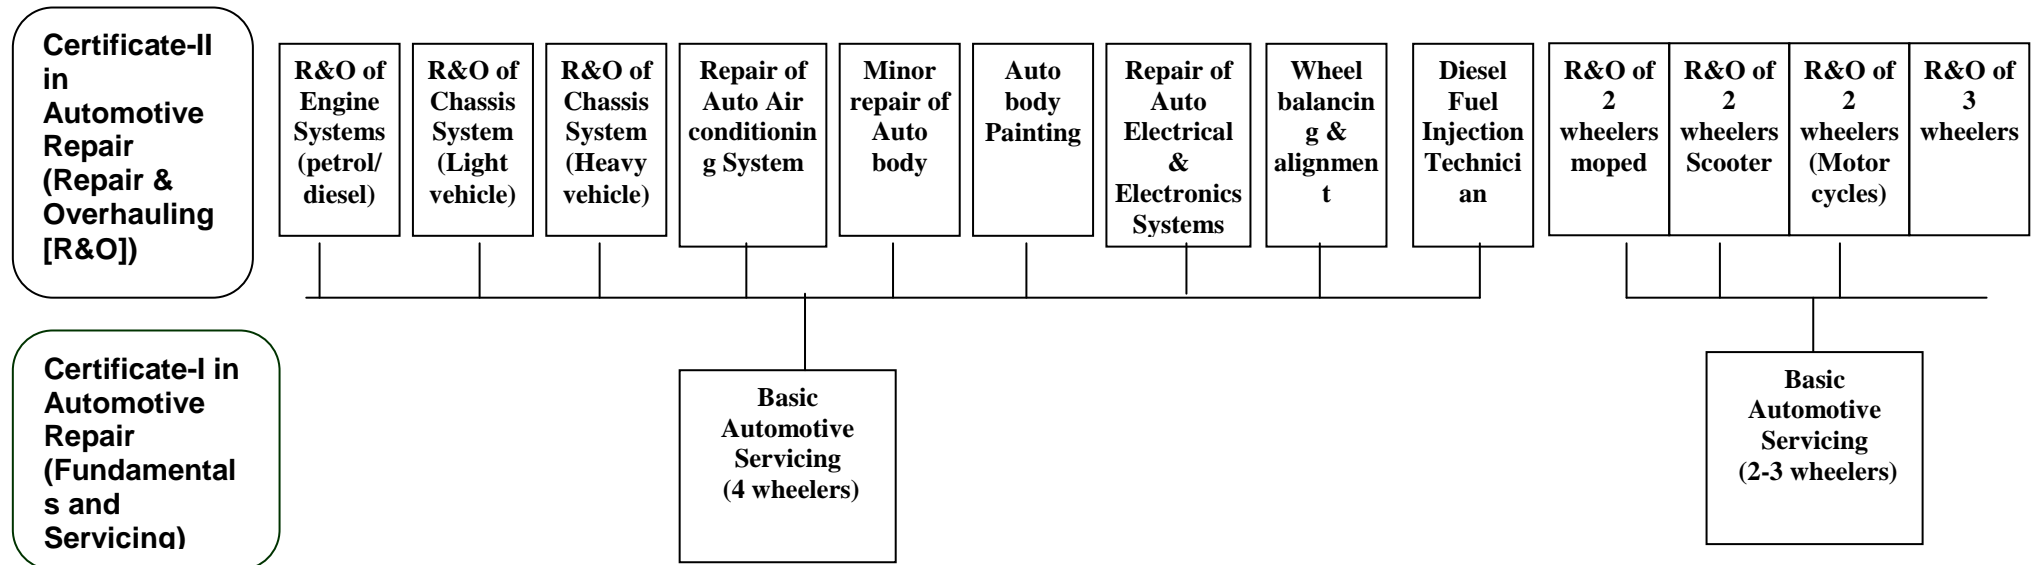 Certificate-II
in
Automotive
Repair
(Repair &
Overhauling
[R&O])
R&O of
Engine
Systems
(petrol/
diesel)
R&O of
Chassis
System
(Light
vehicle)
R&O of
Chassis
System
(Heavy
vehicle)
Repair of
Auto Air
conditionin
g System
Minor
repair of
Auto
body
Auto
body
Painting
Repair of
Auto
Electrical
&
Electronics
Systems
Wheel
balancin
g &
alignmen
t
Diesel
Fuel
Injection
Technici
an
R&O of
2
wheelers
moped
R&O of
2
wheelers
Scooter
R&O of
2
wheelers
(Motor
cycles)
R&O of
3
wheelers
Certificate-I in
Automotive
Repair
(Fundamental
s and
Servicing)
Basic
Automotive
Servicing
(4 wheelers)
Basic
Automotive
Servicing
(2-3 wheelers)